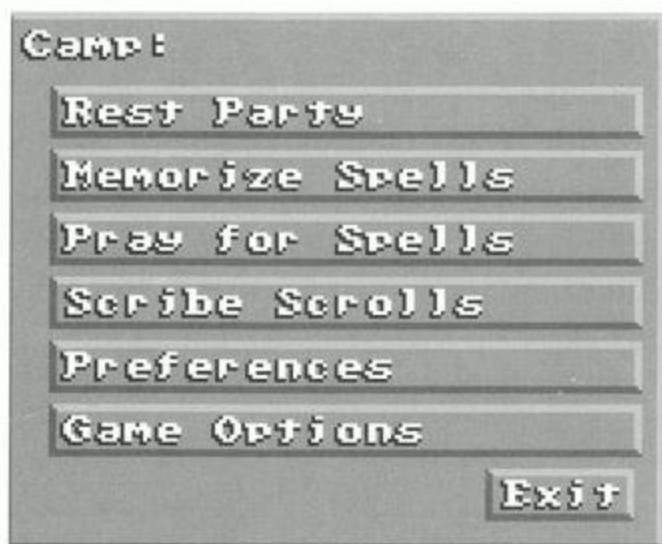 Camp:
Rest Party
Memorize Spells
Pray for Spells
Scribe Scrolls
Preferences
Game Options
Exit